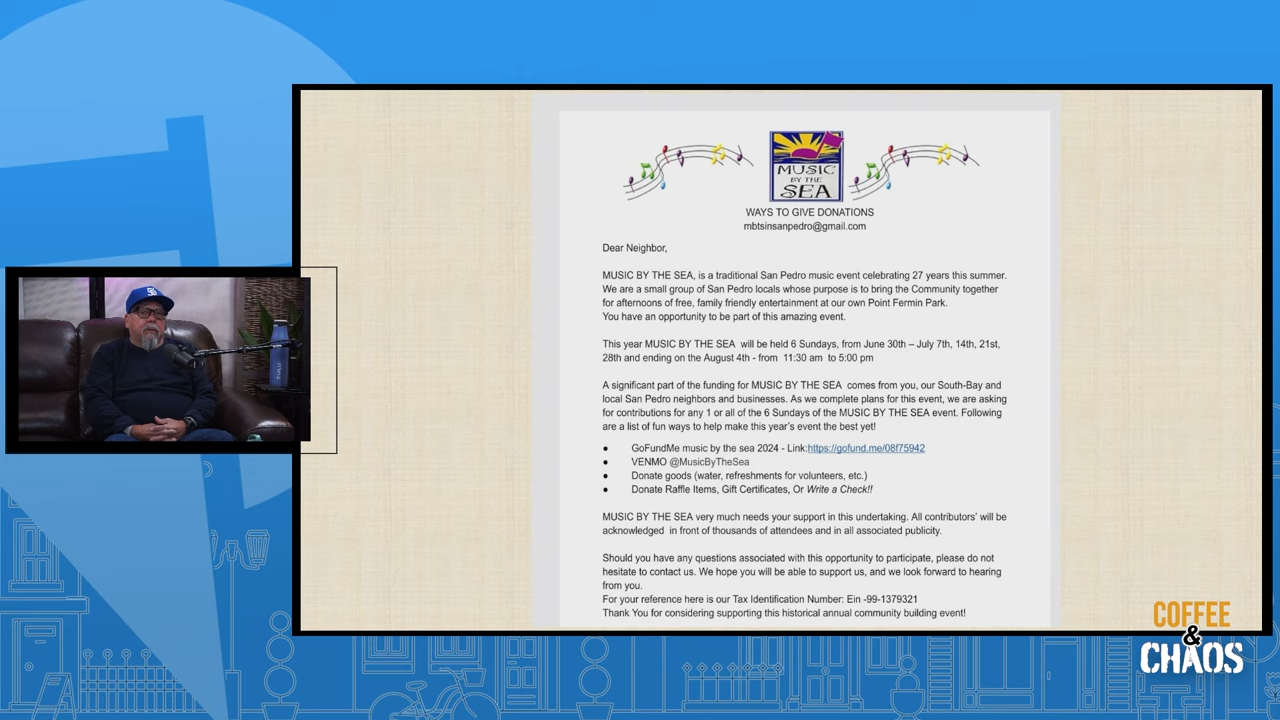 MUSIC
BY THE
SEA
WAYS TO GIVE DONATIONS
mbtsinsanpedro@gmail.com
Dear Neighbor,
MUSIC BY THE SEA, is a traditional San Pedro music event celebrating 27 years this summer.
We are a small group of San Pedro locals whose purpose is to bring the Community together
for afternoons of free, family friendly entertainment at our own Point Fermin Park.
You have an opportunity to be part of this amazing event.
This year MUSIC BY THE SEA will be held 6 Sundays, from June 30th – July 7th, 14th, 21st,
28th and ending on the August 4th - from 11:30 am to 5:00 pm
A significant part of the funding for MUSIC BY THE SEA comes from you, our South-Bay and
local San Pedro neighbors and businesses. As we complete plans for this event, we are asking
for contributions for any 1 or all of the 6 Sundays of the MUSIC BY THE SEA event. Following
are a list of fun ways to help make this year's event the best yet!
● GoFundMe music by the sea 2024 - Link:https://gofund.me/08f75942
● VENMO @MusicByTheSea
● Donate goods (water, refreshments for volunteers, etc.)
● Donate Raffle Items, Gift Certificates, Or Write a Check!!
MUSIC BY THE SEA very much needs your support in this undertaking. All contributors' will be
acknowledged in front of thousands of attendees and in all associated publicity.
Should you have any questions associated with this opportunity to participate, please do not
hesitate to contact us. We hope you will be able to support us, and we look forward to hearing
from you.
For your reference here is our Tax Identification Number: Ein -99-1379321
Thank You for considering supporting this historical annual community building event!
COFFEE
&
CHAOS